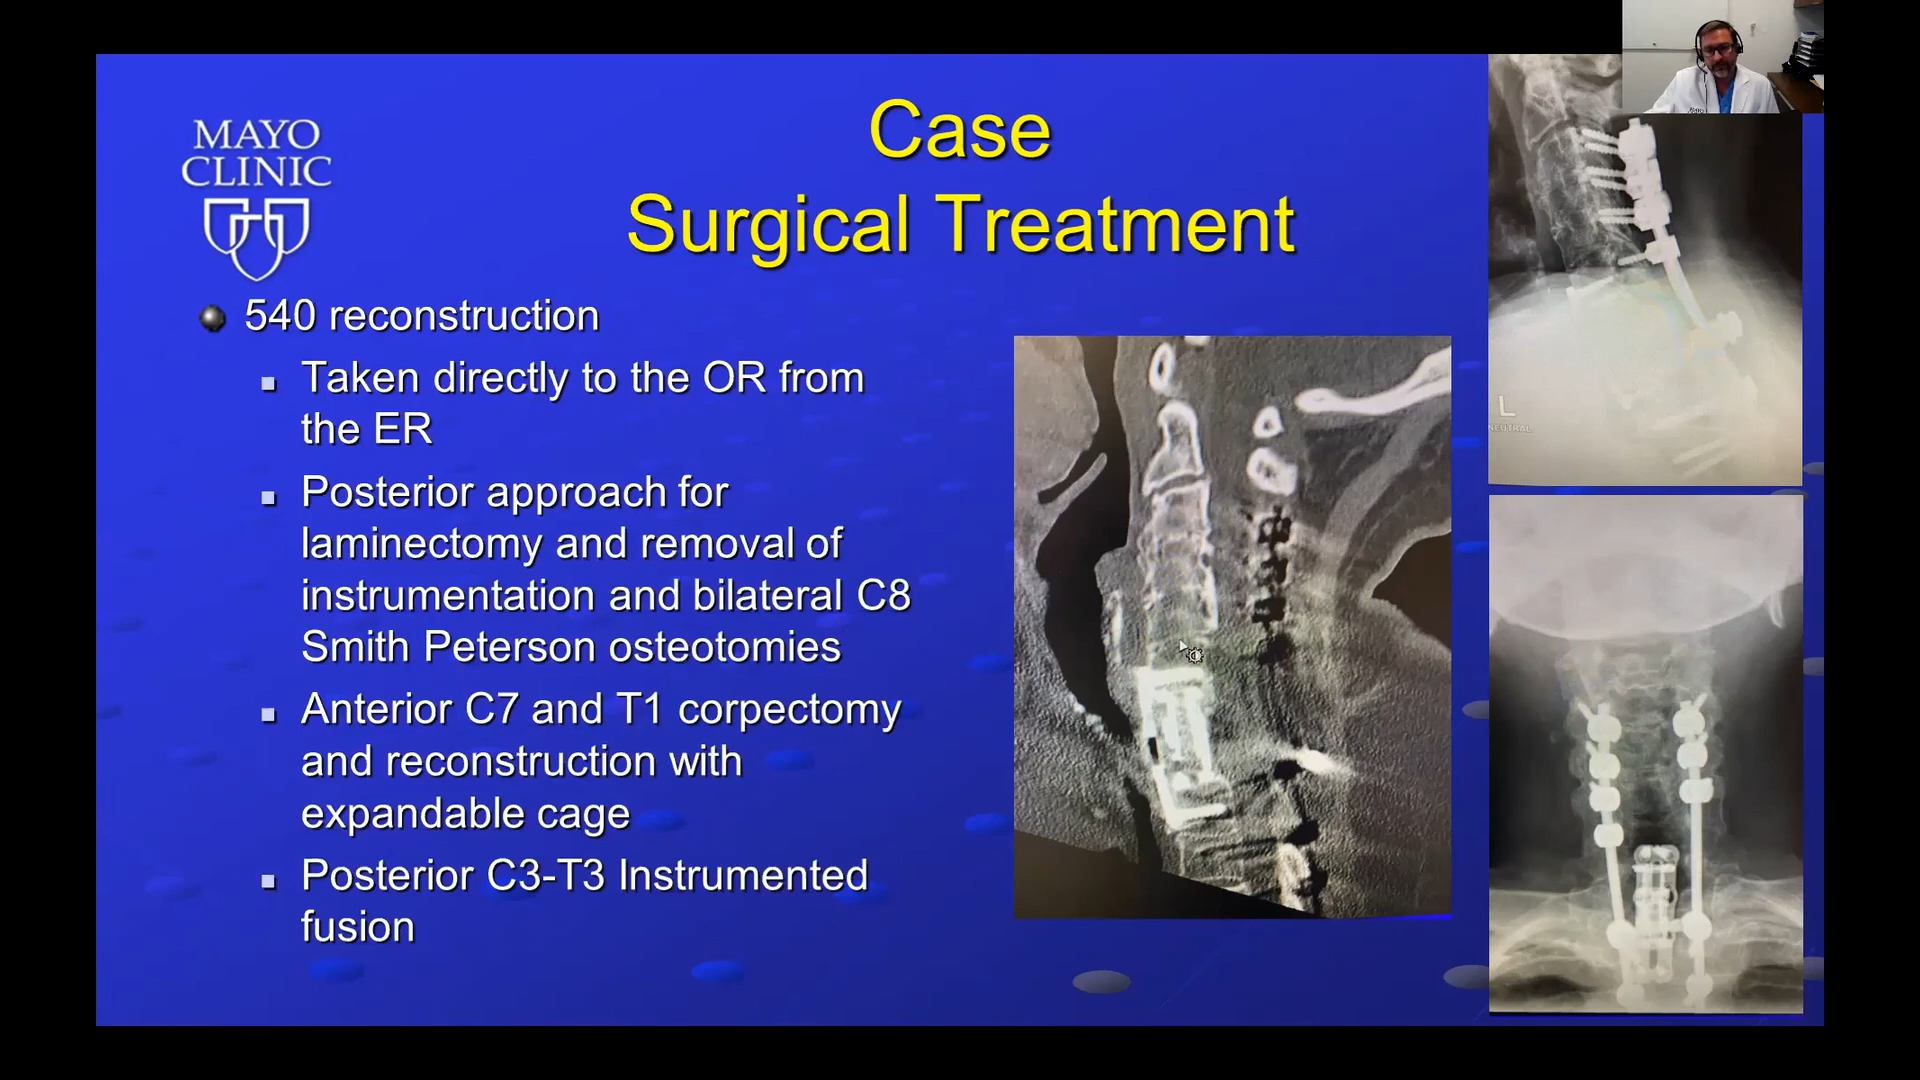 MAYO
CLINIC
Case
Surgical Treatment
540 reconstruction
Taken directly to the OR from
the ER
Posterior approach for
laminectomy and removal of
instrumentation and bilateral C8
Smith Peterson osteotomies
Anterior C7 and T1 corpectomy
and reconstruction with
expandable cage
Posterior C3-T3 Instrumented
fusion
L
NEUTRAL